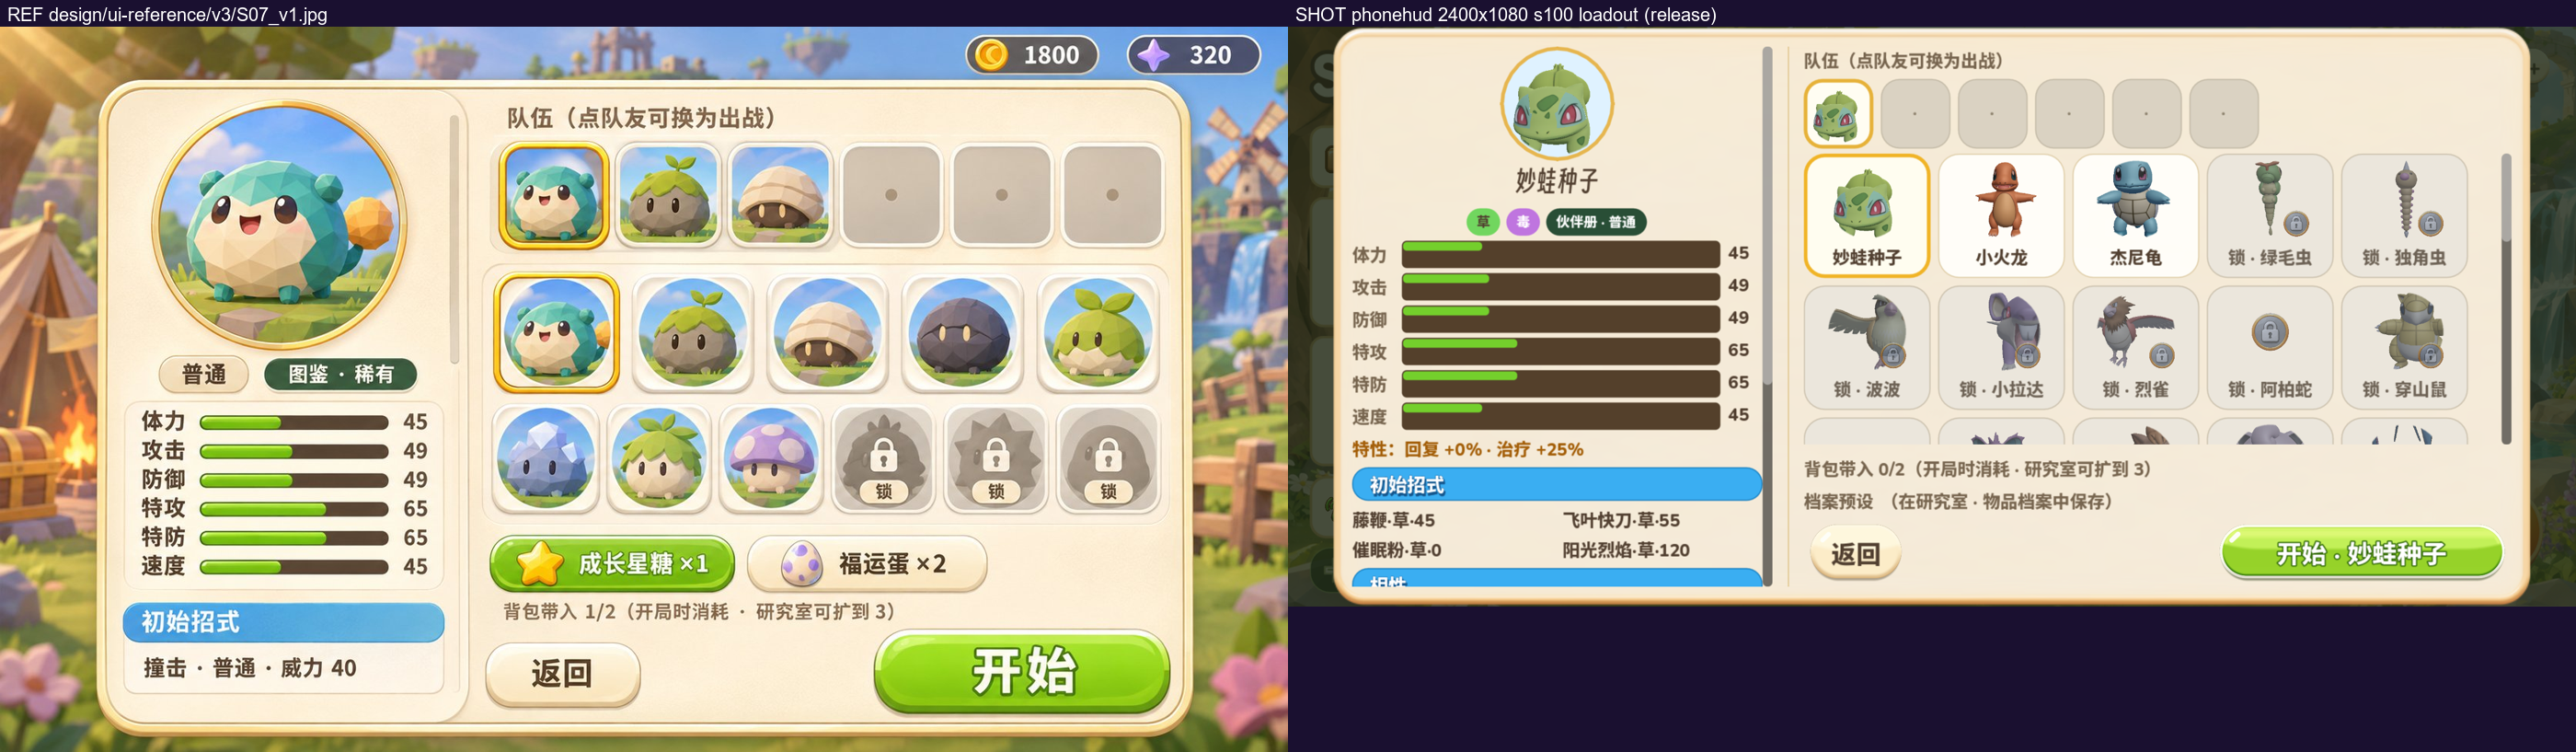 REF design/ui-reference/v3/S07_v1.jpg
1800
320
队伍（点队友可换为出战）
普通
图鉴 · 稀有
体力 45
攻击 49
防御 49
特攻 65
特防 65
速度 45
初始招式
撞击 · 普通 · 威力 40
锁
锁
锁
成长星糖 ×1
福运蛋 ×2
背包带入 1/2（开局时消耗 · 研究室可扩到 3）
返回
开始
SHOT phonehud 2400x1080 s100 loadout (release)
妙蛙种子
草
毒
伙伴册 · 普通
体力 45
攻击 49
防御 49
特攻 65
特防 65
速度 45
特性：回复 +0% · 治疗 +25%
初始招式
藤鞭·草·45
飞叶快刀·草·55
催眠粉·草·0
阳光烈焰·草·120
相性
队伍（点队友可换为出战）
妙蛙种子
小火龙
杰尼龟
锁 · 绿毛虫
锁 · 独角虫
锁 · 波波
锁 · 小拉达
锁 · 烈雀
锁 · 阿柏蛇
锁 · 穿山鼠
背包带入 0/2（开局时消耗 · 研究室可扩到 3）
档案预设 （在研究室 · 物品档案中保存）
返回
开始 · 妙蛙种子